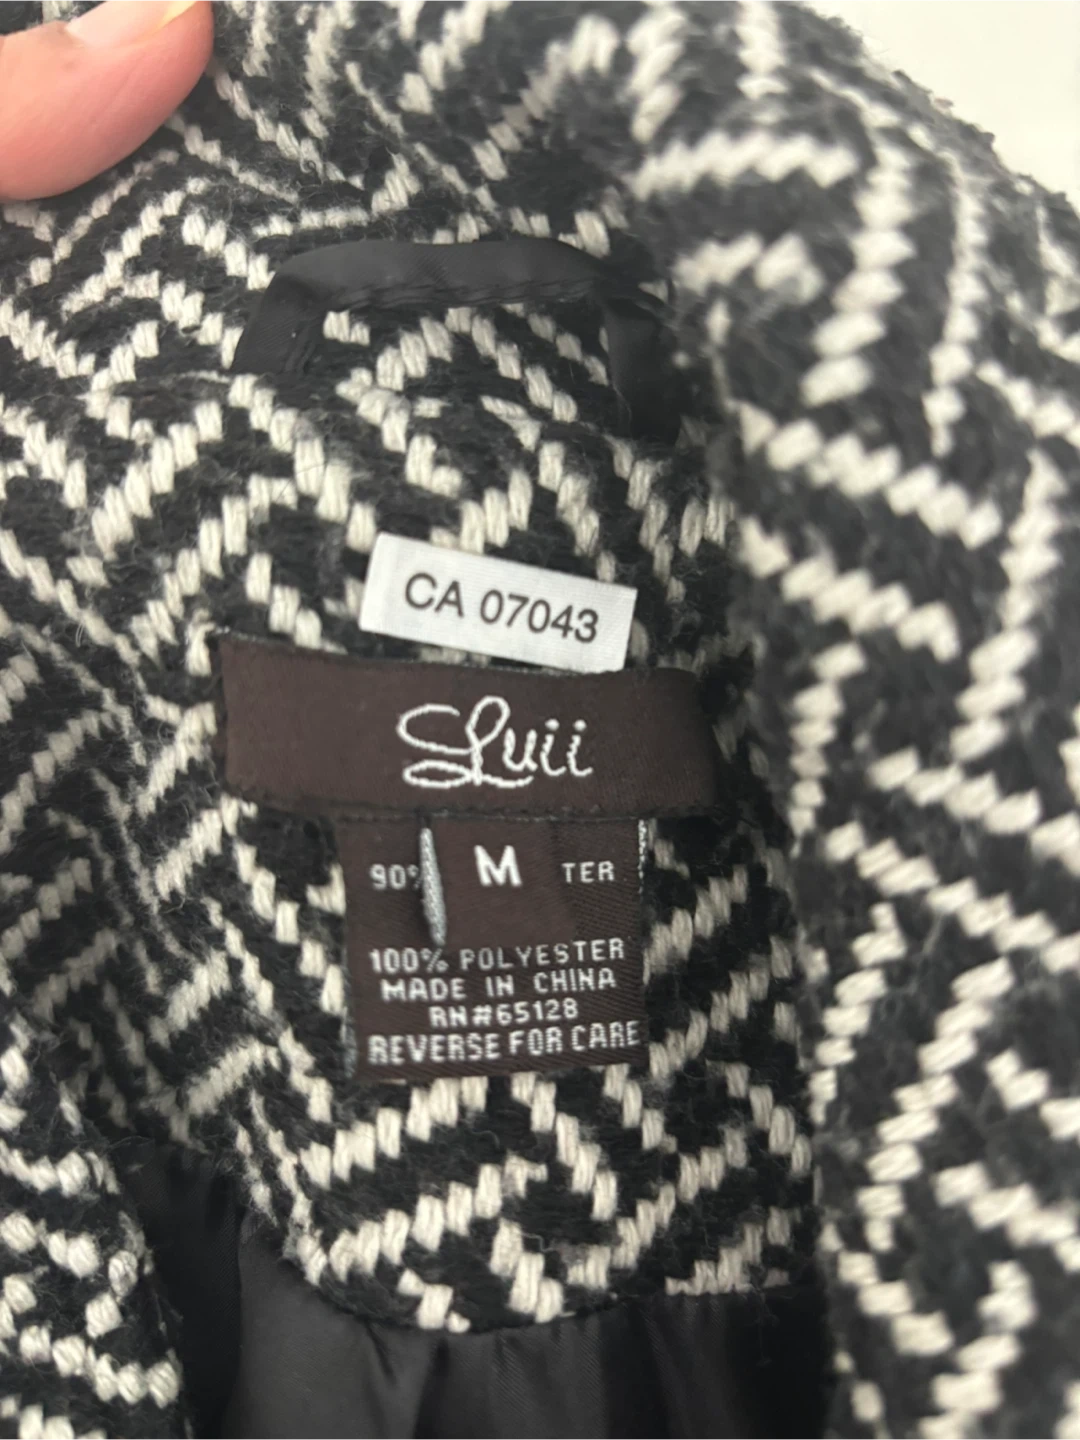 CA 07043
Luii
90%
M
TER
100% POLYESTER
MADE IN CHINA
RN#65128
REVERSE FOR CARE